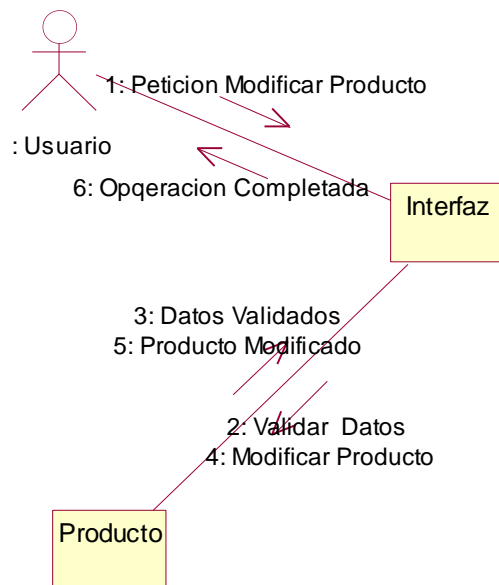 1: Peticion Modificar Producto
: Usuario
6: Opqeracion Completada
Interfaz
3: Datos Validados
5: Producto Modificado
2: Validar Datos
4: Modificar Producto
Producto